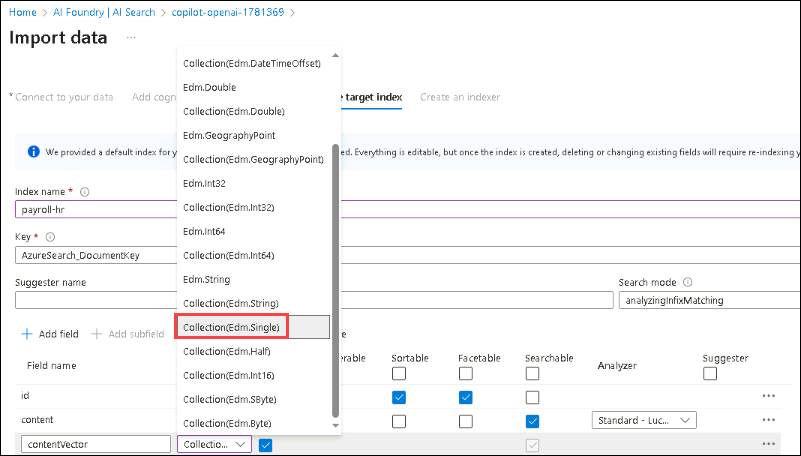 Home > AI Foundry | AI Search > copilot-openai-1781369 >
Import data ...
* Connect to your data Add cogn e target index Create an indexer
We provided a default index for y ed. Everything is editable, but once the index is created, deleting or changing existing fields will require re-indexing y
Index name *
payroll-hr
Key *
AzureSearch_DocumentKey
Suggester name
Search mode
analyzingInfixMatching
+ Add field + Add subfield
Field name
erable Sortable Facetable Searchable Analyzer Suggester
id
content
Standard - Luc...
contentVector
Collectio...
Collection(Edm.DateTimeOffset)
Edm.Double
Collection(Edm.Double)
Edm.GeographyPoint
Collection(Edm.GeographyPoint)
Edm.Int32
Collection(Edm.Int32)
Edm.Int64
Collection(Edm.Int64)
Edm.String
Collection(Edm.String)
Collection(Edm.Single)
Collection(Edm.Half)
Collection(Edm.Int16)
Collection(Edm.SByte)
Collection(Edm.Byte)